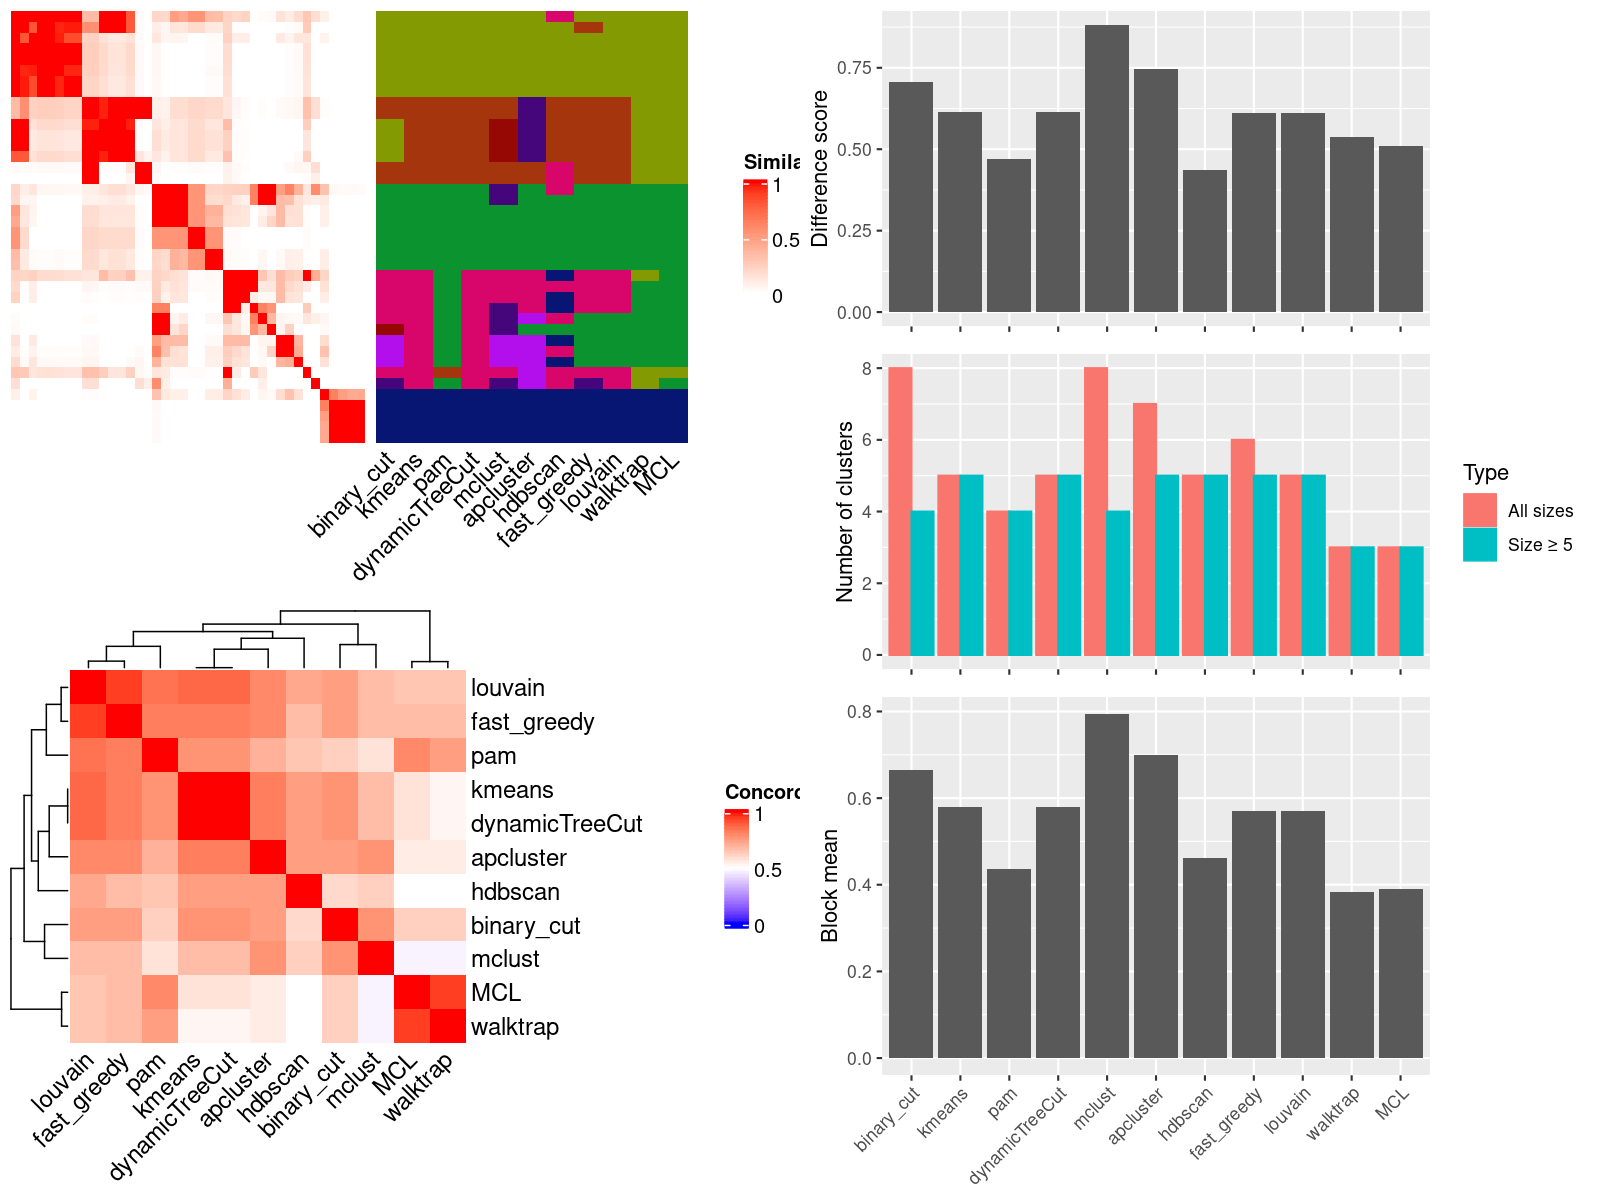 Simila
1
0.5
0
binary_cut
kmeans
pam
dynamicTreeCut
mclust
apcluster
hdbscan
fast_greedy
louvain
walktrap
MCL
louvain
fast_greedy
pam
kmeans
dynamicTreeCut
apcluster
hdbscan
binary_cut
mclust
MCL
walktrap
Concord
1
0.5
0
louvain
fast_greedy
pam
kmeans
dynamicTreeCut
apcluster
hdbscan
binary_cut
mclust
MCL
walktrap
Difference score
0.75
0.50
0.25
0.00
Number of clusters
8
6
4
2
0
Type
All sizes
Size ≥ 5
Block mean
0.8
0.6
0.4
0.2
0.0
binary_cut
kmeans
pam
dynamicTreeCut
mclust
apcluster
hdbscan
fast_greedy
louvain
walktrap
MCL